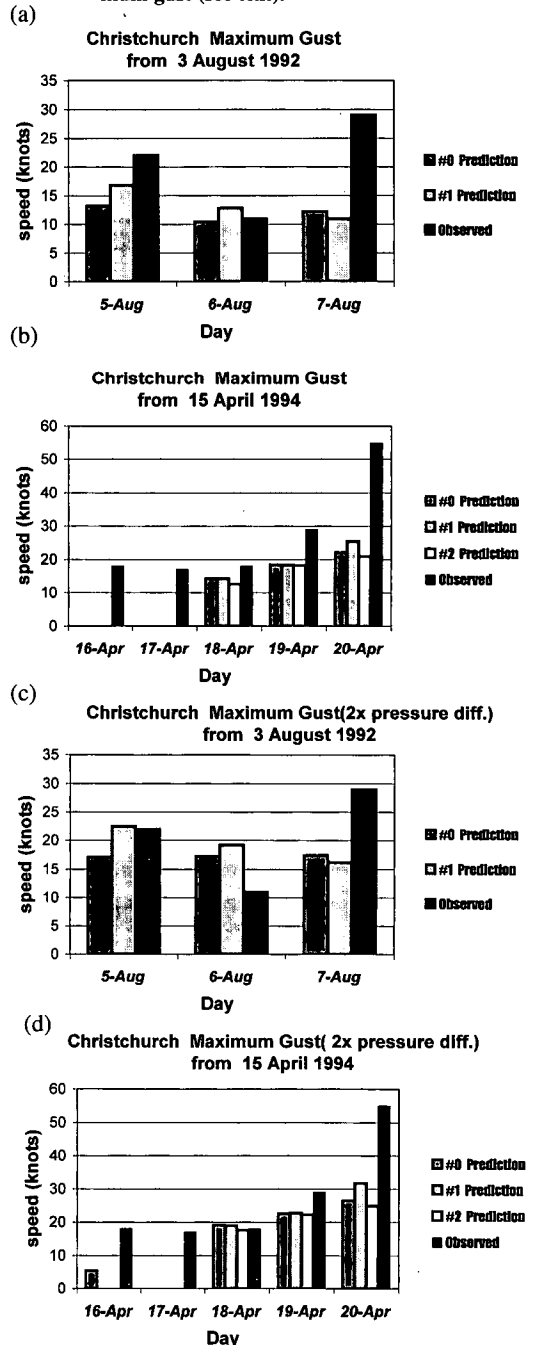 mum gust (see text).
(a)
Christchurch Maximum Gust
from 3 August 1992
35
30
25
20
15
10
5
0
speed (knots)
5-Aug 6-Aug 7-Aug
Day
#0 Prediction
#1 Prediction
Observed
(b)
Christchurch Maximum Gust
from 15 April 1994
60
50
40
30
20
10
0
speed (knots)
16-Apr 17-Apr 18-Apr 19-Apr 20-Apr
Day
#0 Prediction
#1 Prediction
#2 Prediction
Observed
(c)
Christchurch Maximum Gust(2x pressure diff.)
from 3 August 1992
35
30
25
20
15
10
5
0
speed (knots)
5-Aug 6-Aug 7-Aug
Day
#0 Prediction
#1 Prediction
Observed
(d)
Christchurch Maximum Gust( 2x pressure diff.)
from 15 April 1994
60
50
40
30
20
10
0
speed (knots)
16-Apr 17-Apr 18-Apr 19-Apr 20-Apr
Day
#0 Prediction
#1 Prediction
#2 Prediction
Observed